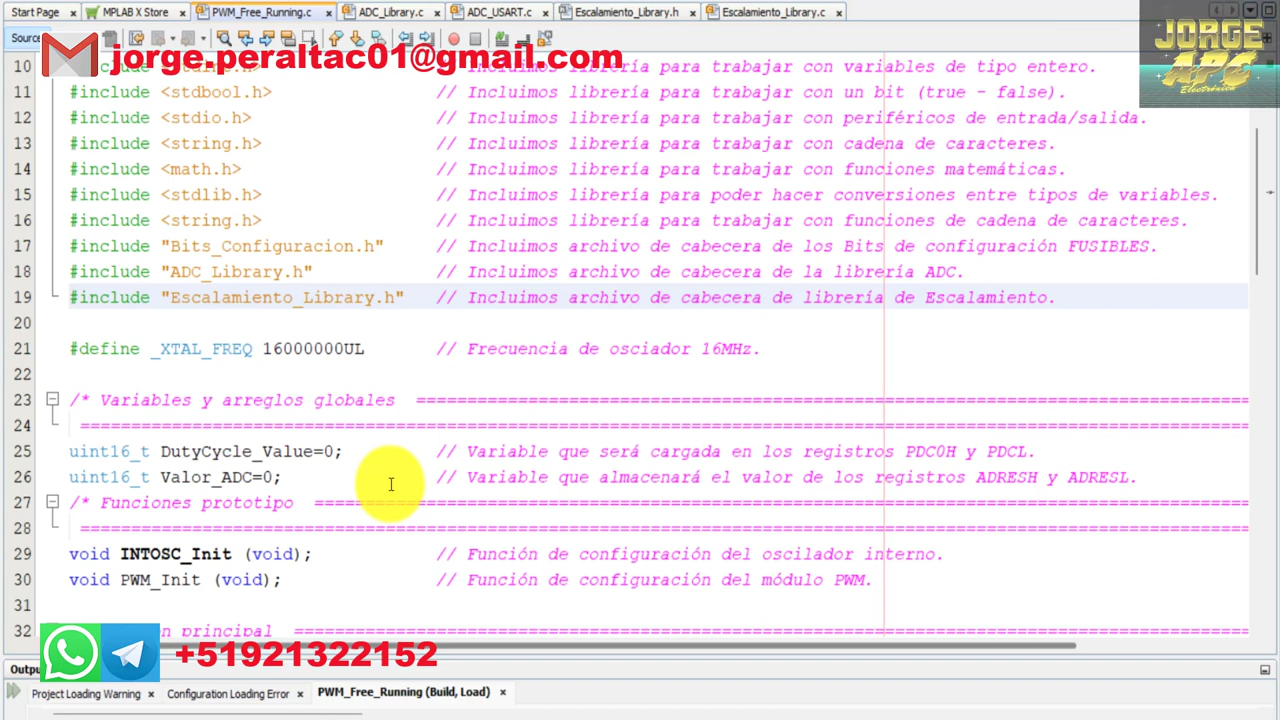 Start Page
MPLAB X Store
PWM_Free_Running.c
ADC_Library.c
ADC_USART.c
Escalamiento_Library.h
Escalamiento_Library.c
Source
jorge.peraltac01@gmail.com
JORGE
APC
Electrónica
10 // Incluimos librería para trabajar con variables de tipo entero.
11 #include <stdbool.h> // Incluimos librería para trabajar con un bit (true - false).
12 #include <stdio.h> // Incluimos librería para trabajar con periféricos de entrada/salida.
13 #include <string.h> // Incluimos librería para trabajar con cadena de caracteres.
14 #include <math.h> // Incluimos librería para trabajar con funciones matemáticas.
15 #include <stdlib.h> // Incluimos librería para poder hacer conversiones entre tipos de variables.
16 #include <string.h> // Incluimos librería para trabajar con funciones de cadena de caracteres.
17 #include "Bits_Configuracion.h" // Incluimos archivo de cabecera de los Bits de configuración FUSIBLES.
18 #include "ADC_Library.h" // Incluimos archivo de cabecera de la librería ADC.
19 #include "Escalamiento_Library.h" // Incluimos archivo de cabecera de librería de Escalamiento.
20
21 #define _XTAL_FREQ 16000000UL // Frecuencia de osciador 16MHz.
22
23 /* Variables y arreglos globales ==================================================
24 ==================================================
25 uint16_t DutyCycle_Value=0; // Variable que será cargada en los registros PDC0H y PDCL.
26 uint16_t Valor_ADC=0; // Variable que almacenará el valor de los registros ADRESH y ADRESL.
27 /* Funciones prototipo ==================================================
28 ==================================================
29 void INTOSC_Init (void); // Función de configuración del oscilador interno.
30 void PWM_Init (void); // Función de configuración del módulo PWM.
31
32 principal ==================================================
+51921322152
Project Loading Warning
Configuration Loading Error
PWM_Free_Running (Build, Load)